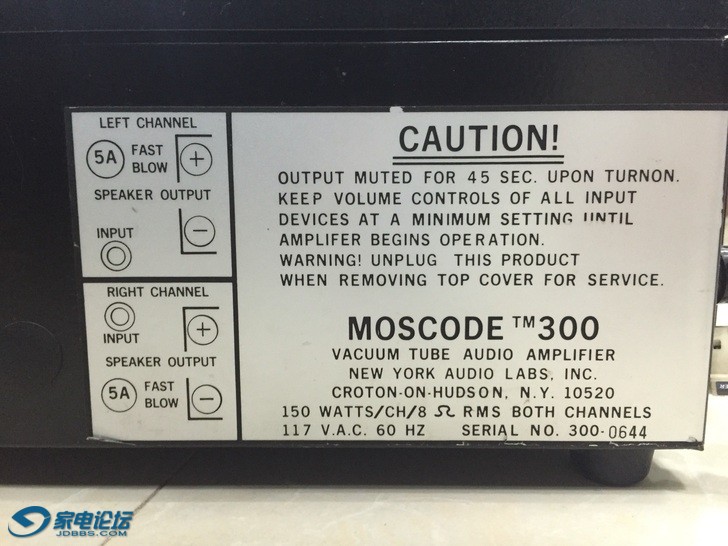 LEFT CHANNEL
5A FAST BLOW +
SPEAKER OUTPUT
INPUT −
RIGHT CHANNEL
INPUT +
SPEAKER OUTPUT
5A FAST BLOW −
CAUTION!
OUTPUT MUTED FOR 45 SEC. UPON TURNON.
KEEP VOLUME CONTROLS OF ALL INPUT
DEVICES AT A MINIMUM SETTING UNTIL
AMPLIFER BEGINS OPERATION.
WARNING! UNPLUG THIS PRODUCT
WHEN REMOVING TOP COVER FOR SERVICE.
MOSCODE ™300
VACUUM TUBE AUDIO AMPLIFIER
NEW YORK AUDIO LABS, INC.
CROTON-ON-HUDSON, N.Y. 10520
150 WATTS/CH/8 Ω RMS BOTH CHANNELS
117 V.A.C. 60 HZ SERIAL NO. 300-0644
家电论坛
JDBBS.COM